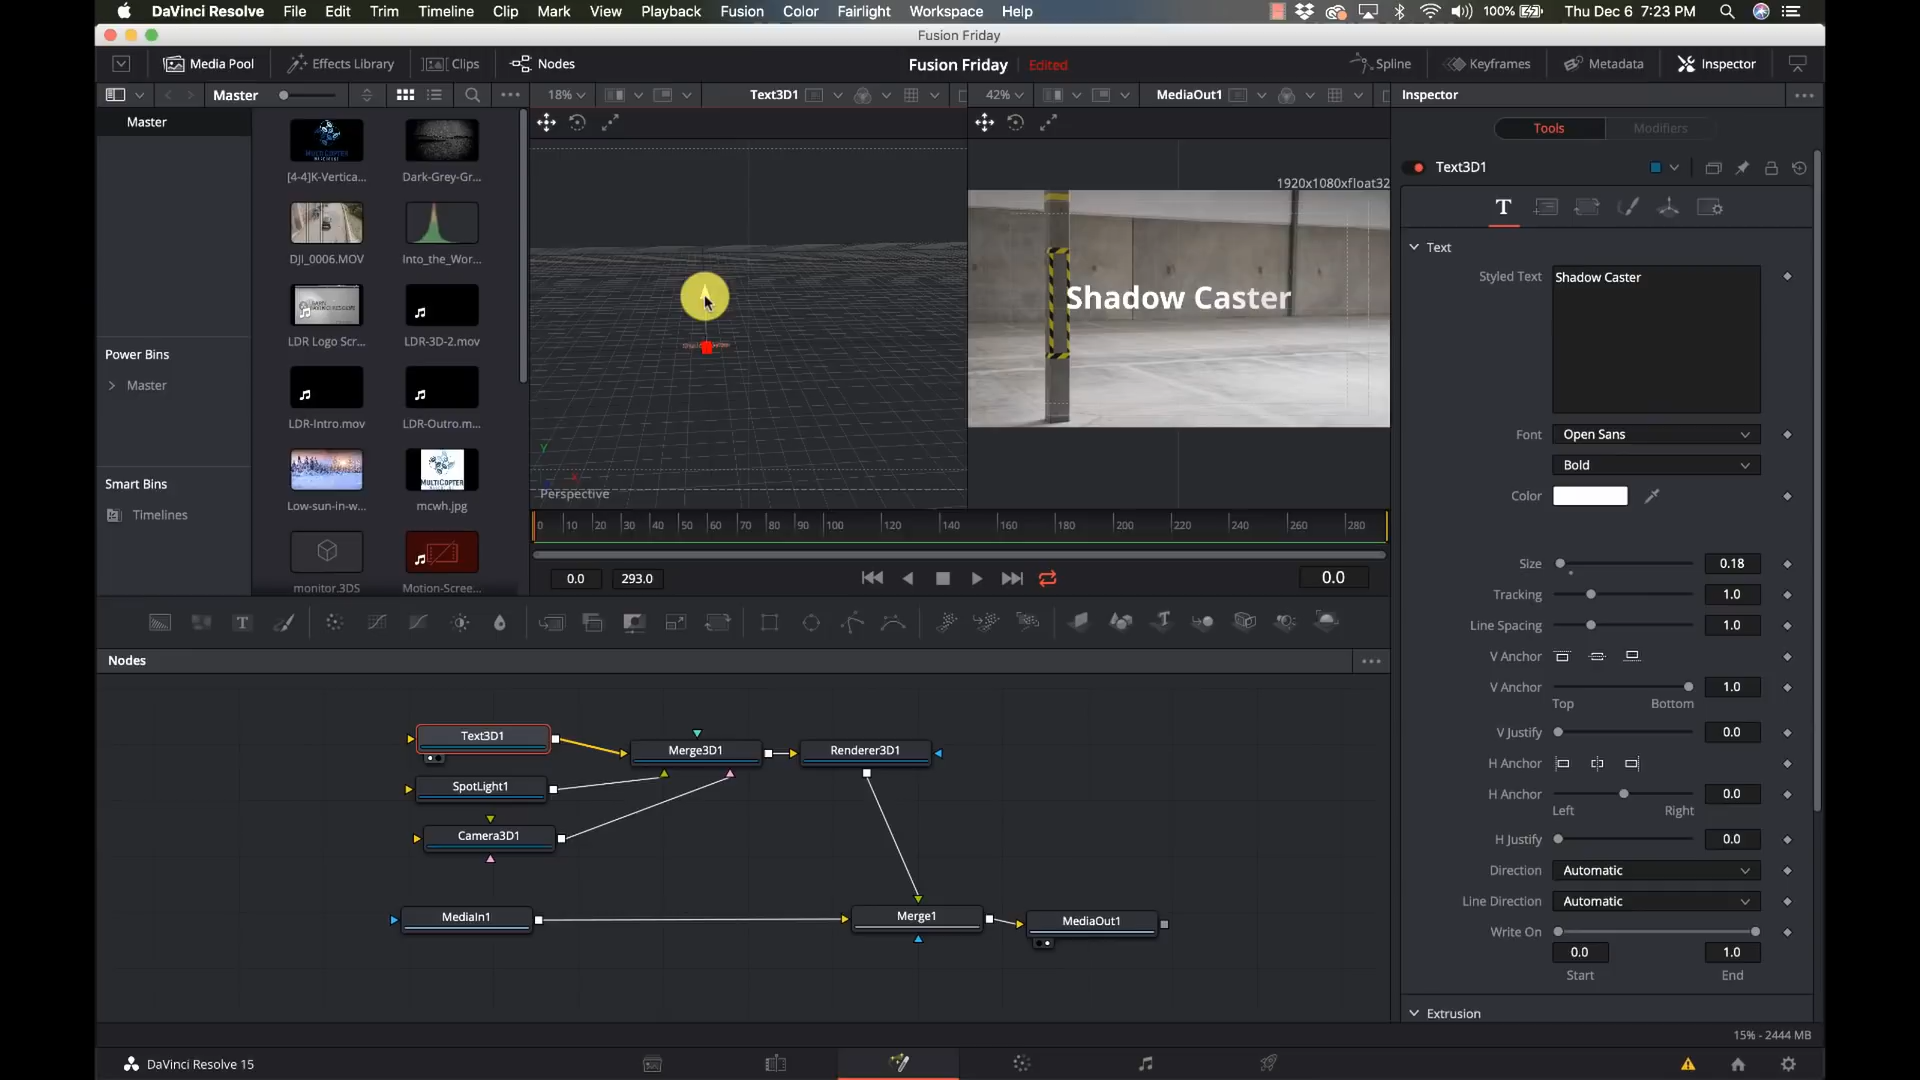 DaVinci Resolve File Edit Trim Timeline Clip Mark View Playback Fusion Color Fairlight Workspace Help 100% Thu Dec 6 7:23 PM
Fusion Friday
Media Pool Effects Library Clips Nodes Fusion Friday Edited Spline Keyframes Metadata Inspector
Master 18% Text3D1 42% MediaOut1 Inspector
Master
Tools Modifiers
Text3D1
[4-4]K-Vertica... Dark-Grey-Gr...
1920x1080xfloat32
Text
DJI_0006.MOV Into_the_Wor...
Styled Text Shadow Caster
Shadow Caster
LDR Logo Scr... LDR-3D-2.mov
Power Bins
Master
LDR-Intro.mov LDR-Outro.m...
Font Open Sans
Bold
Smart Bins
Timelines
MULTICOPTER
Y
x
Perspective
Low-sun-in-w... mcwh.jpg
Color
0 10 20 30 40 50 60 70 80 90 100 120 140 160 180 200 220 240 260 280
Size 0.18
monitor.3DS Motion-Scree...
0.0 293.0 0.0
Tracking 1.0
Line Spacing 1.0
V Anchor
V Anchor 1.0
Top Bottom
V Justify 0.0
H Anchor
H Anchor 0.0
Left Right
H Justify 0.0
Direction Automatic
Line Direction Automatic
Write On
0.0 1.0
Start End
Extrusion
Nodes
Text3D1
Merge3D1 Renderer3D1
SpotLight1
Camera3D1
MediaIn1 Merge1 MediaOut1
15% - 2444 MB
DaVinci Resolve 15